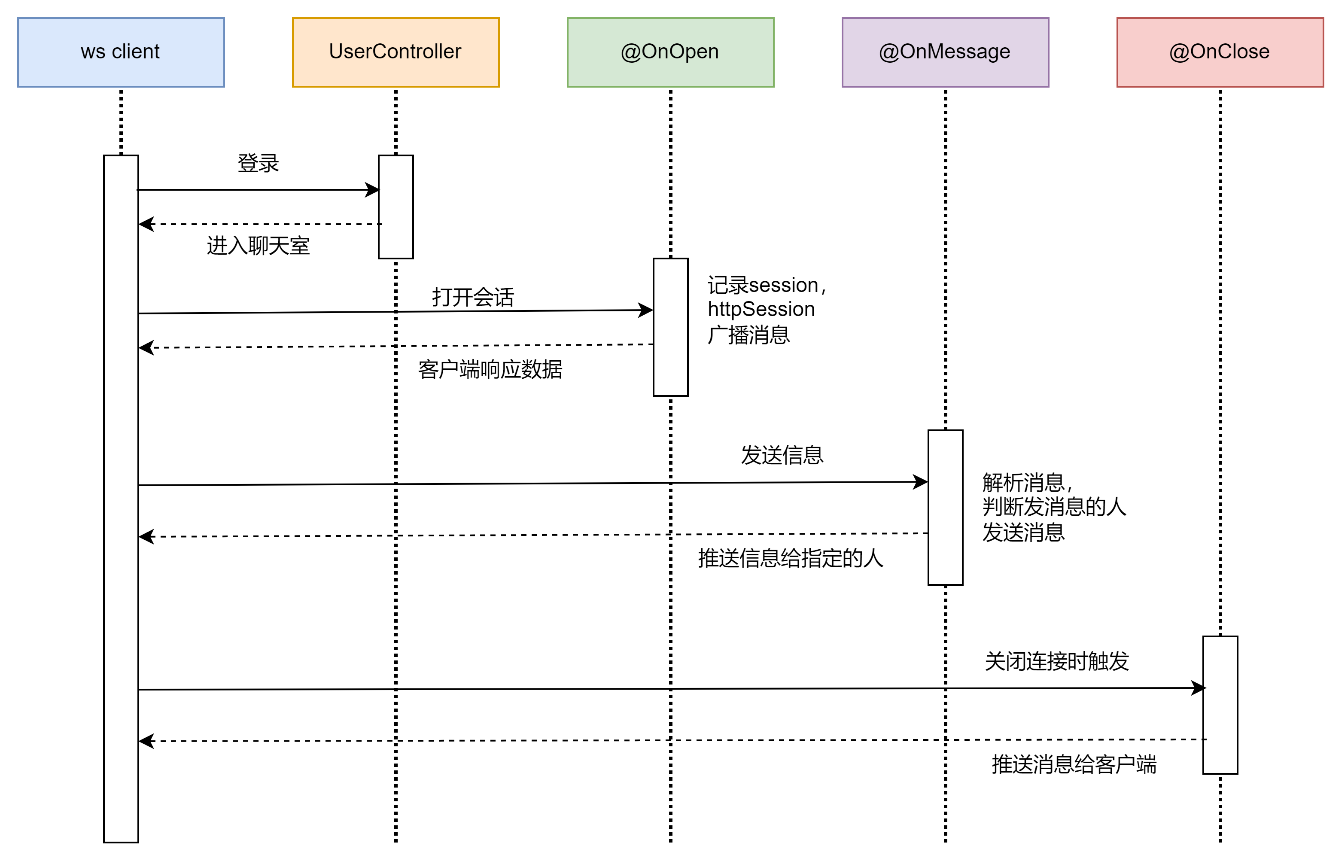 ws client
UserController
@OnOpen
@OnMessage
@OnClose
登录
进入聊天室
打开会话
记录session，
httpSession
广播消息
客户端响应数据
发送信息
解析消息，
判断发消息的人
发送消息
推送信息给指定的人
关闭连接时触发
推送消息给客户端